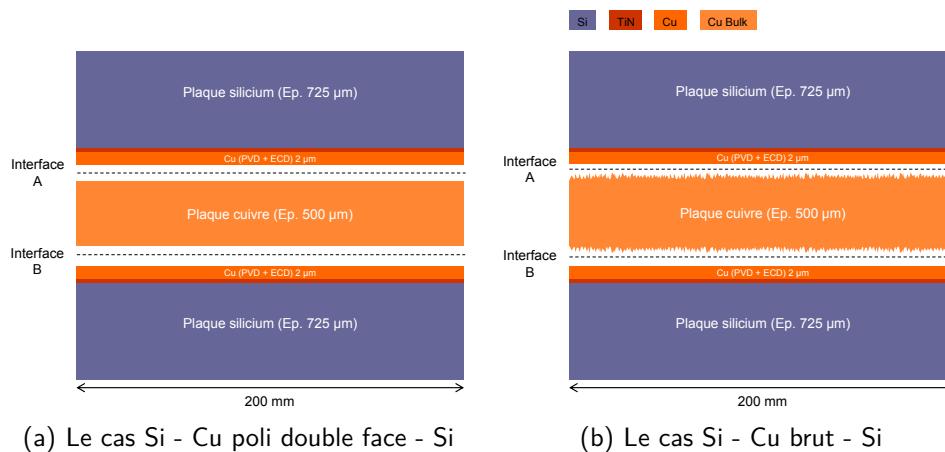 Si TiN Cu Cu Bulk
Plaque silicium (Ep. 725 µm)
Cu (PVD + ECD) 2 µm
Interface
A
Plaque cuivre (Ep. 500 µm)
Interface
B
Cu (PVD + ECD) 2 µm
Plaque silicium (Ep. 725 µm)
200 mm
(a) Le cas Si - Cu poli double face - Si
Plaque silicium (Ep. 725 µm)
Cu (PVD + ECD) 2 µm
Interface
A
Plaque cuivre (Ep. 500 µm)
Interface
B
Cu (PVD + ECD) 2 µm
Plaque silicium (Ep. 725 µm)
200 mm
(b) Le cas Si - Cu brut - Si